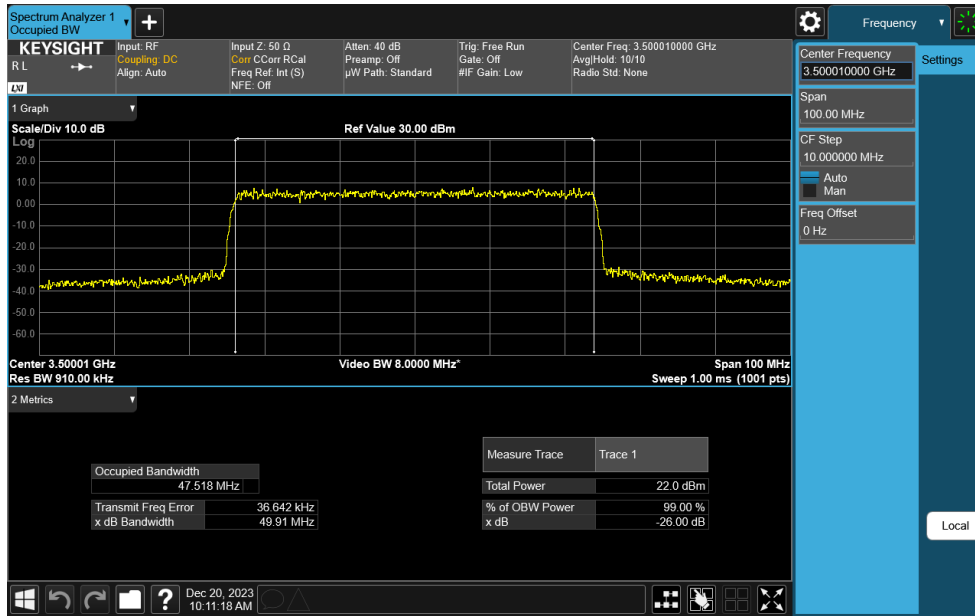 Spectrum Analyzer 1
Occupied BW
+
Frequency
KEYSIGHT
R L
LXI
Input: RF
Coupling: DC
Align: Auto
Input Z: 50 Ω
Corr CCorr RCal
Freq Ref: Int (S)
NFE: Off
Atten: 40 dB
Preamp: Off
µW Path: Standard
Trig: Free Run
Gate: Off
#IF Gain: Low
Center Freq: 3.500010000 GHz
Avg|Hold: 10/10
Radio Std: None
Center Frequency
3.500010000 GHz
Settings
Span
100.00 MHz
CF Step
10.000000 MHz
Auto
Man
Freq Offset
0 Hz
Local
1 Graph
Scale/Div 10.0 dB
Ref Value 30.00 dBm
Log
20.0
10.0
0.00
-10.0
-20.0
-30.0
-40.0
-50.0
-60.0
Center 3.50001 GHz
Video BW 8.0000 MHz*
Span 100 MHz
Res BW 910.00 kHz
Sweep 1.00 ms (1001 pts)
2 Metrics
Measure Trace Trace 1
Occupied Bandwidth
47.518 MHz
Total Power 22.0 dBm
Transmit Freq Error 36.642 kHz
% of OBW Power 99.00 %
x dB Bandwidth 49.91 MHz
x dB -26.00 dB
?
Dec 20, 2023
10:11:18 AM